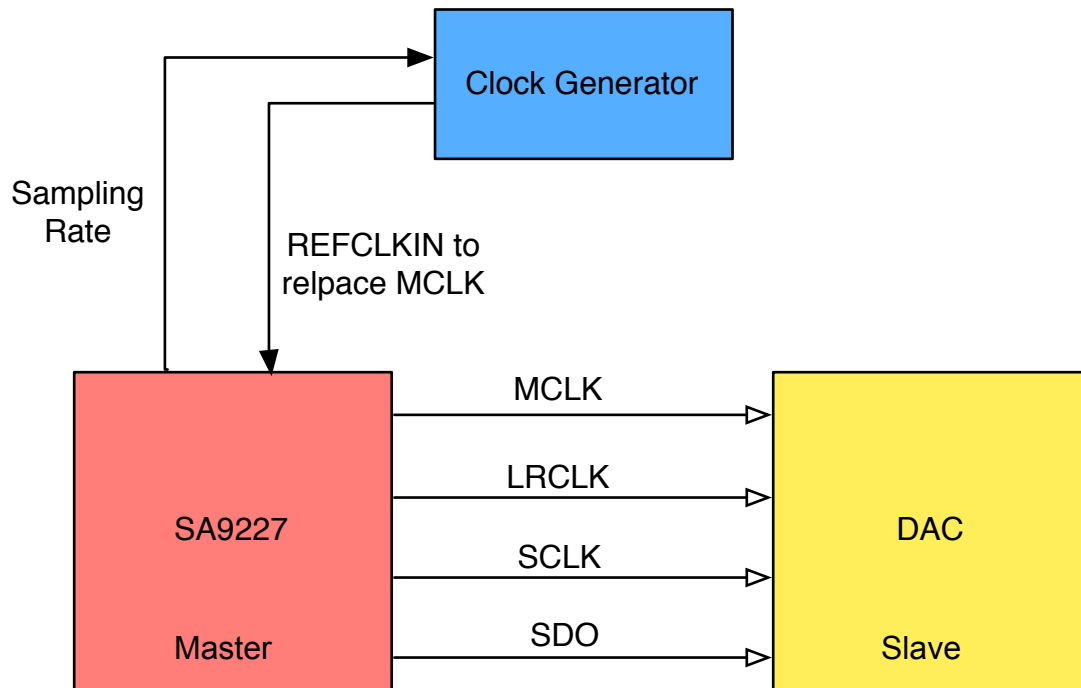 Clock Generator
Sampling
Rate
REFCLKIN to
relpace MCLK
MCLK
LRCLK
SA9227
DAC
SCLK
SDO
Master
Slave